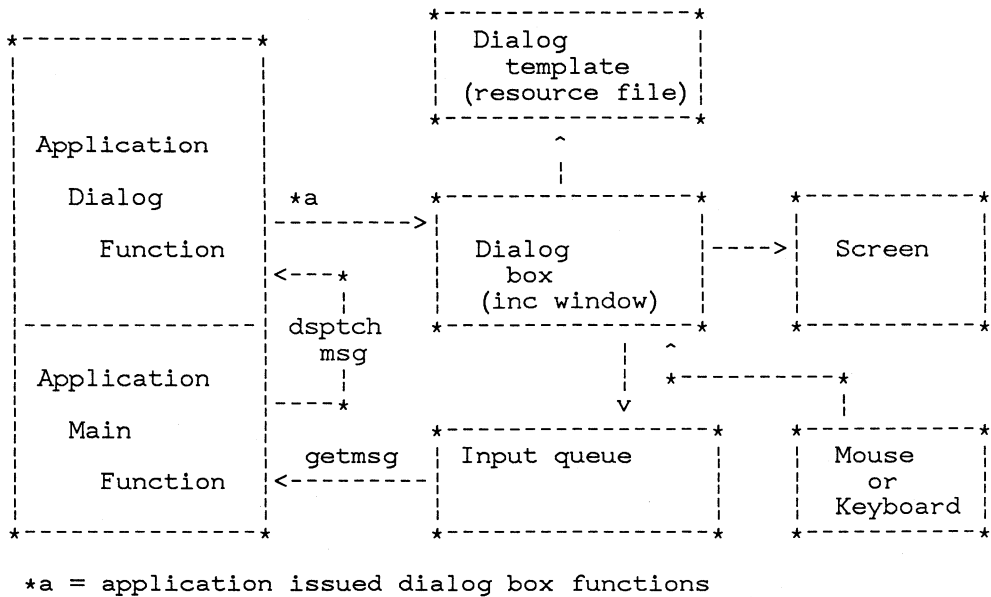 Dialog
template
(resource file)
Application
Dialog
Function
*a
Dialog
box
(inc window)
Screen
dsptch
msg
Application
Main
Function
getmsg
Input queue
Mouse
or
Keyboard
*a = application issued dialog box functions